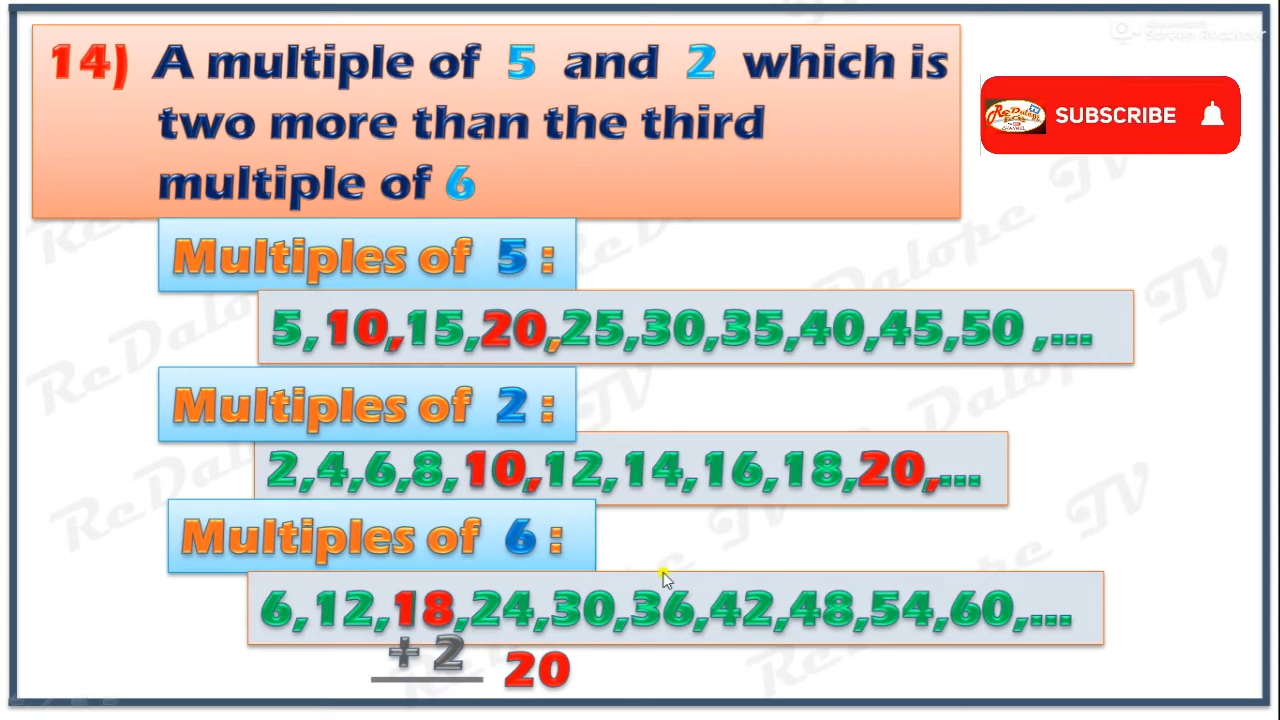 14) A multiple of 5 and 2 which is
two more than the third
multiple of 6
SUBSCRIBE
Multiples of 5 :
5, 10, 15, 20, 25, 30, 35, 40, 45, 50 ,...
Multiples of 2 :
2, 4, 6, 8, 10, 12, 14, 16, 18, 20, ...
Multiples of 6 :
6, 12, 18, 24, 30, 36, 42, 48, 54, 60, ...
+ 2
20
ReDalope TV